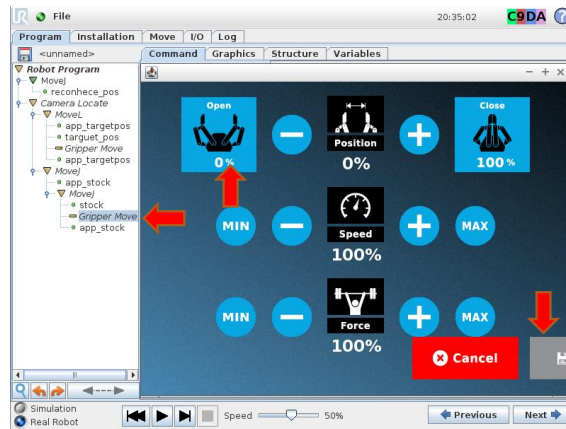 UR File 20:35:02 C9DA ?
Program Installation Move I/O Log
<unnamed> Command Graphics Structure Variables
Robot Program
MoveJ
reconhece_pos
Camera Locate
MoveL
app_targetpos
targuet_pos
Gripper Move
app_targetpos
MoveJ
app_stock
MoveJ
stock
Gripper Move
app_stock
Open
0 %
Position
0%
Close
100 %
MIN
Speed
100%
MAX
MIN
Force
100%
MAX
Cancel
Simulation
Real Robot
Speed 50%
Previous Next